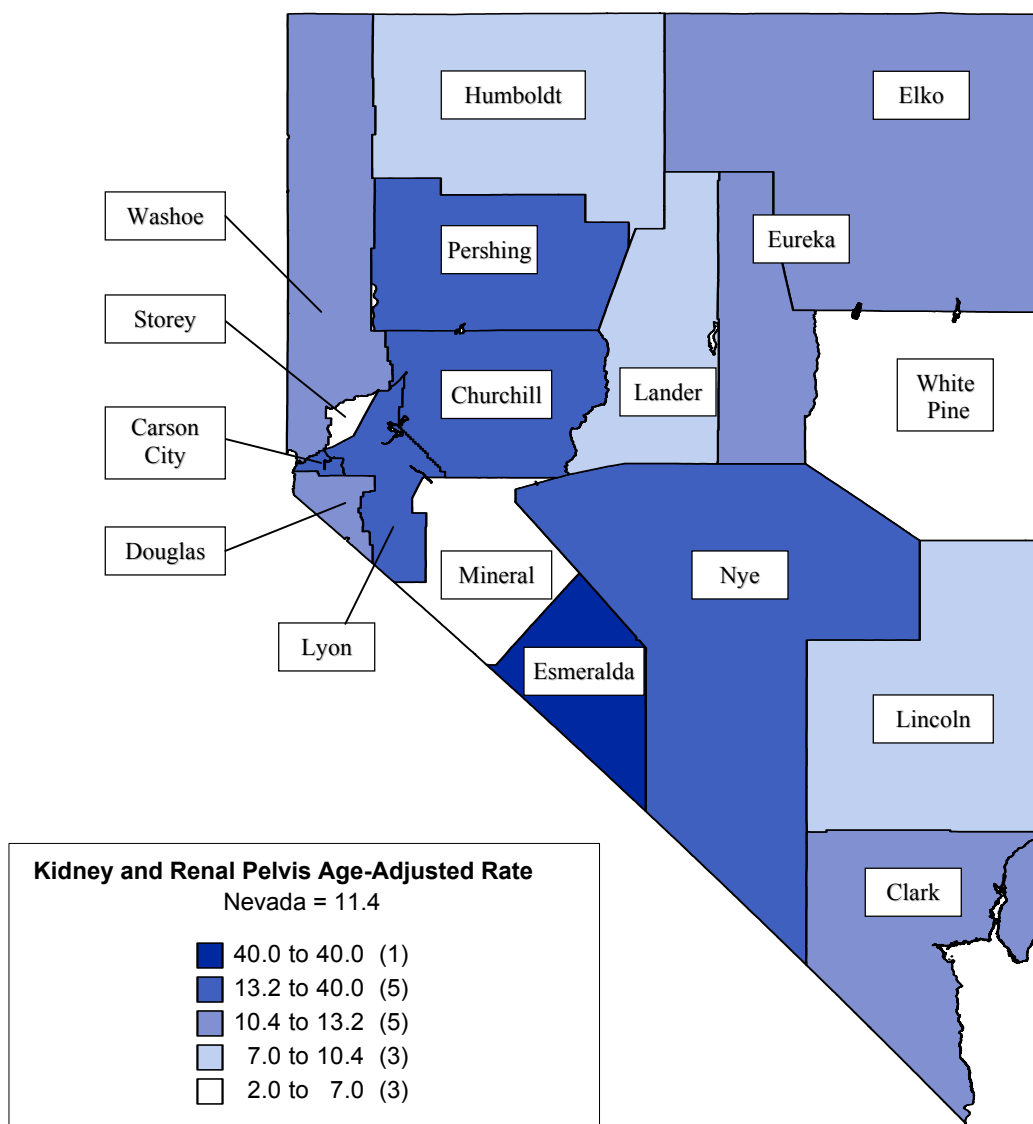 Humboldt
Elko
Washoe
Pershing
Eureka
Storey
Churchill
Lander
White
Pine
Carson
City
Douglas
Mineral
Nye
Lyon
Esmeralda
Lincoln
Clark
Kidney and Renal Pelvis Age-Adjusted Rate
Nevada = 11.4
40.0 to 40.0 (1)
13.2 to 40.0 (5)
10.4 to 13.2 (5)
7.0 to 10.4 (3)
2.0 to 7.0 (3)